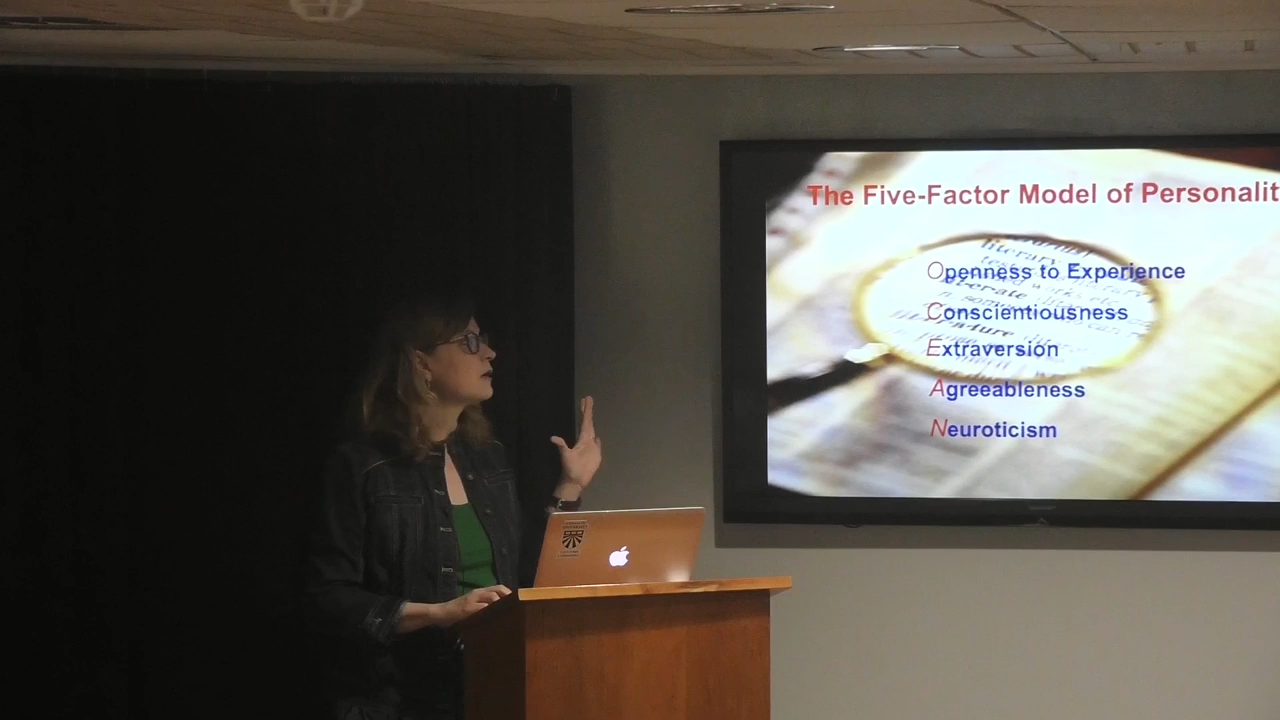 The Five-Factor Model of Personalit
Openness to Experience
Conscientiousness
Extraversion
Agreeableness
Neuroticism